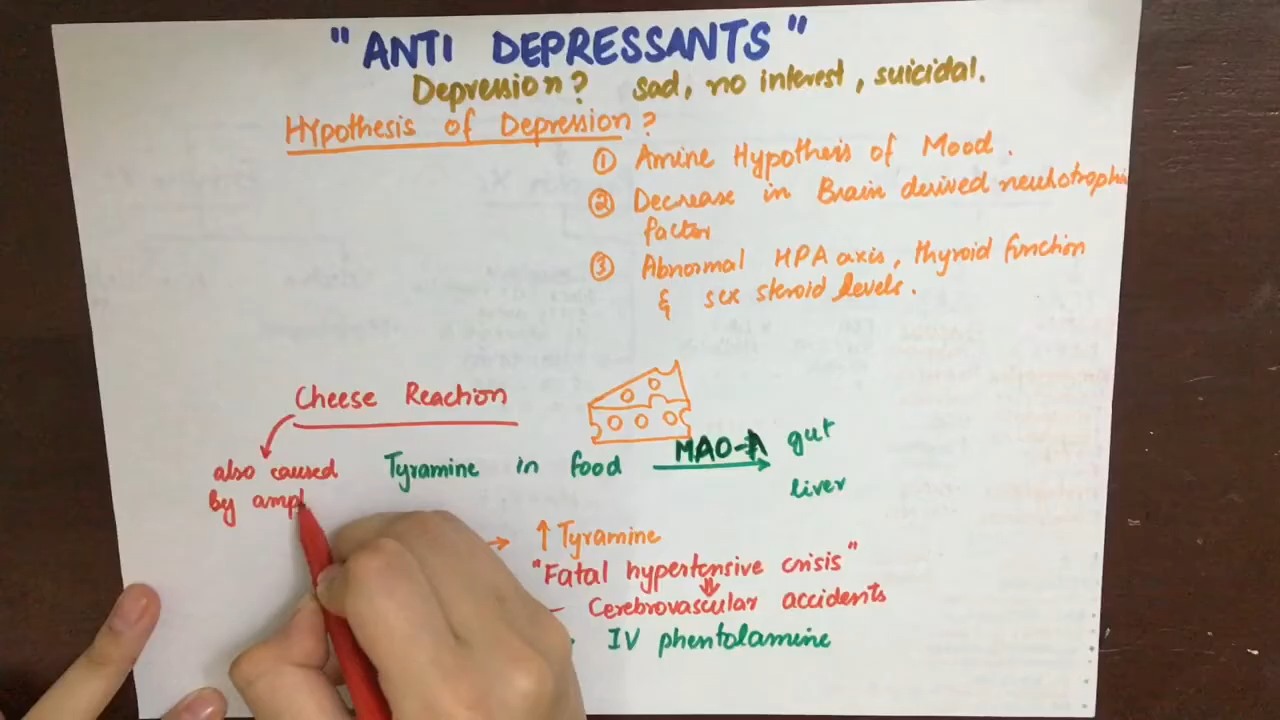 "ANTI DEPRESSANTS"
Depression? sad, no interest, suicidal.
Hypothesis of Depression?
① Amine Hypothesis of Mood.
② Decrease in Brain derived neurotrophi
factor
③ Abnormal HPA axis, thyroid function
& sex steroid levels.
Cheese Reaction
also caused
by amp
Tyramine in food MAO-A gut
liver
↑ Tyramine
"Fatal hypertensive crisis"
Cerebrovascular accidents
IV phentolamine